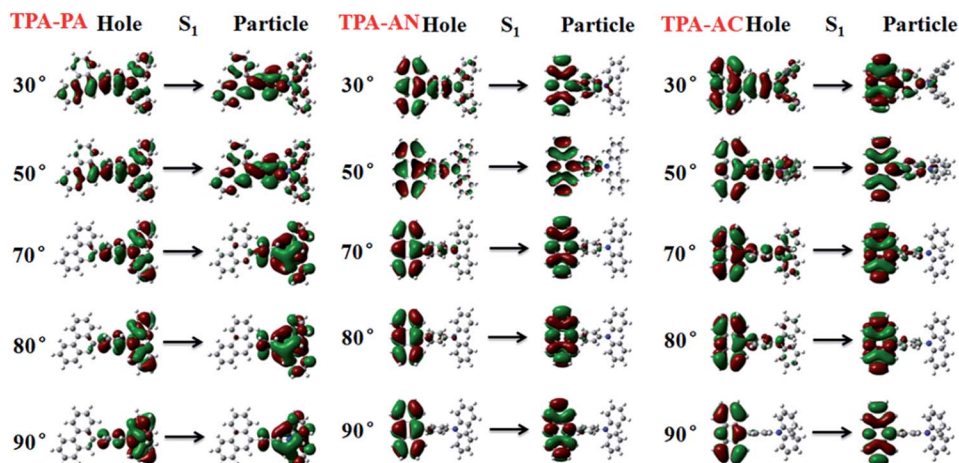 TPA-PA Hole S₁ Particle TPA-AN Hole S₁ Particle TPA-AC Hole S₁ Particle
30° 30° 30°
50° 50° 50°
70° 70° 70°
80° 80° 80°
90° 90° 90°